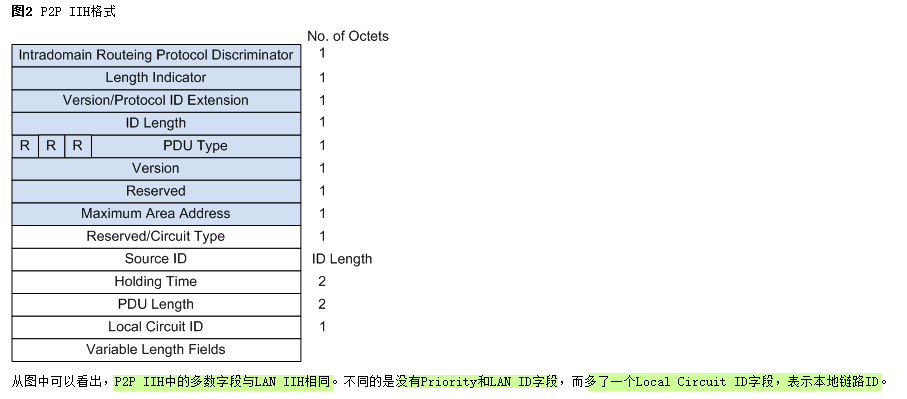 图2 P2P IIH格式
No. of Octets
Intradomain Routeing Protocol Discriminator 1
Length Indicator 1
Version/Protocol ID Extension 1
ID Length 1
R R R PDU Type 1
Version 1
Reserved 1
Maximum Area Address 1
Reserved/Circuit Type 1
Source ID ID Length
Holding Time 2
PDU Length 2
Local Circuit ID 1
Variable Length Fields
从图中可以看出，P2P IIH中的多数字段与LAN IIH相同。不同的是没有Priority和LAN ID字段，而多了一个Local Circuit ID字段，表示本地链路ID。